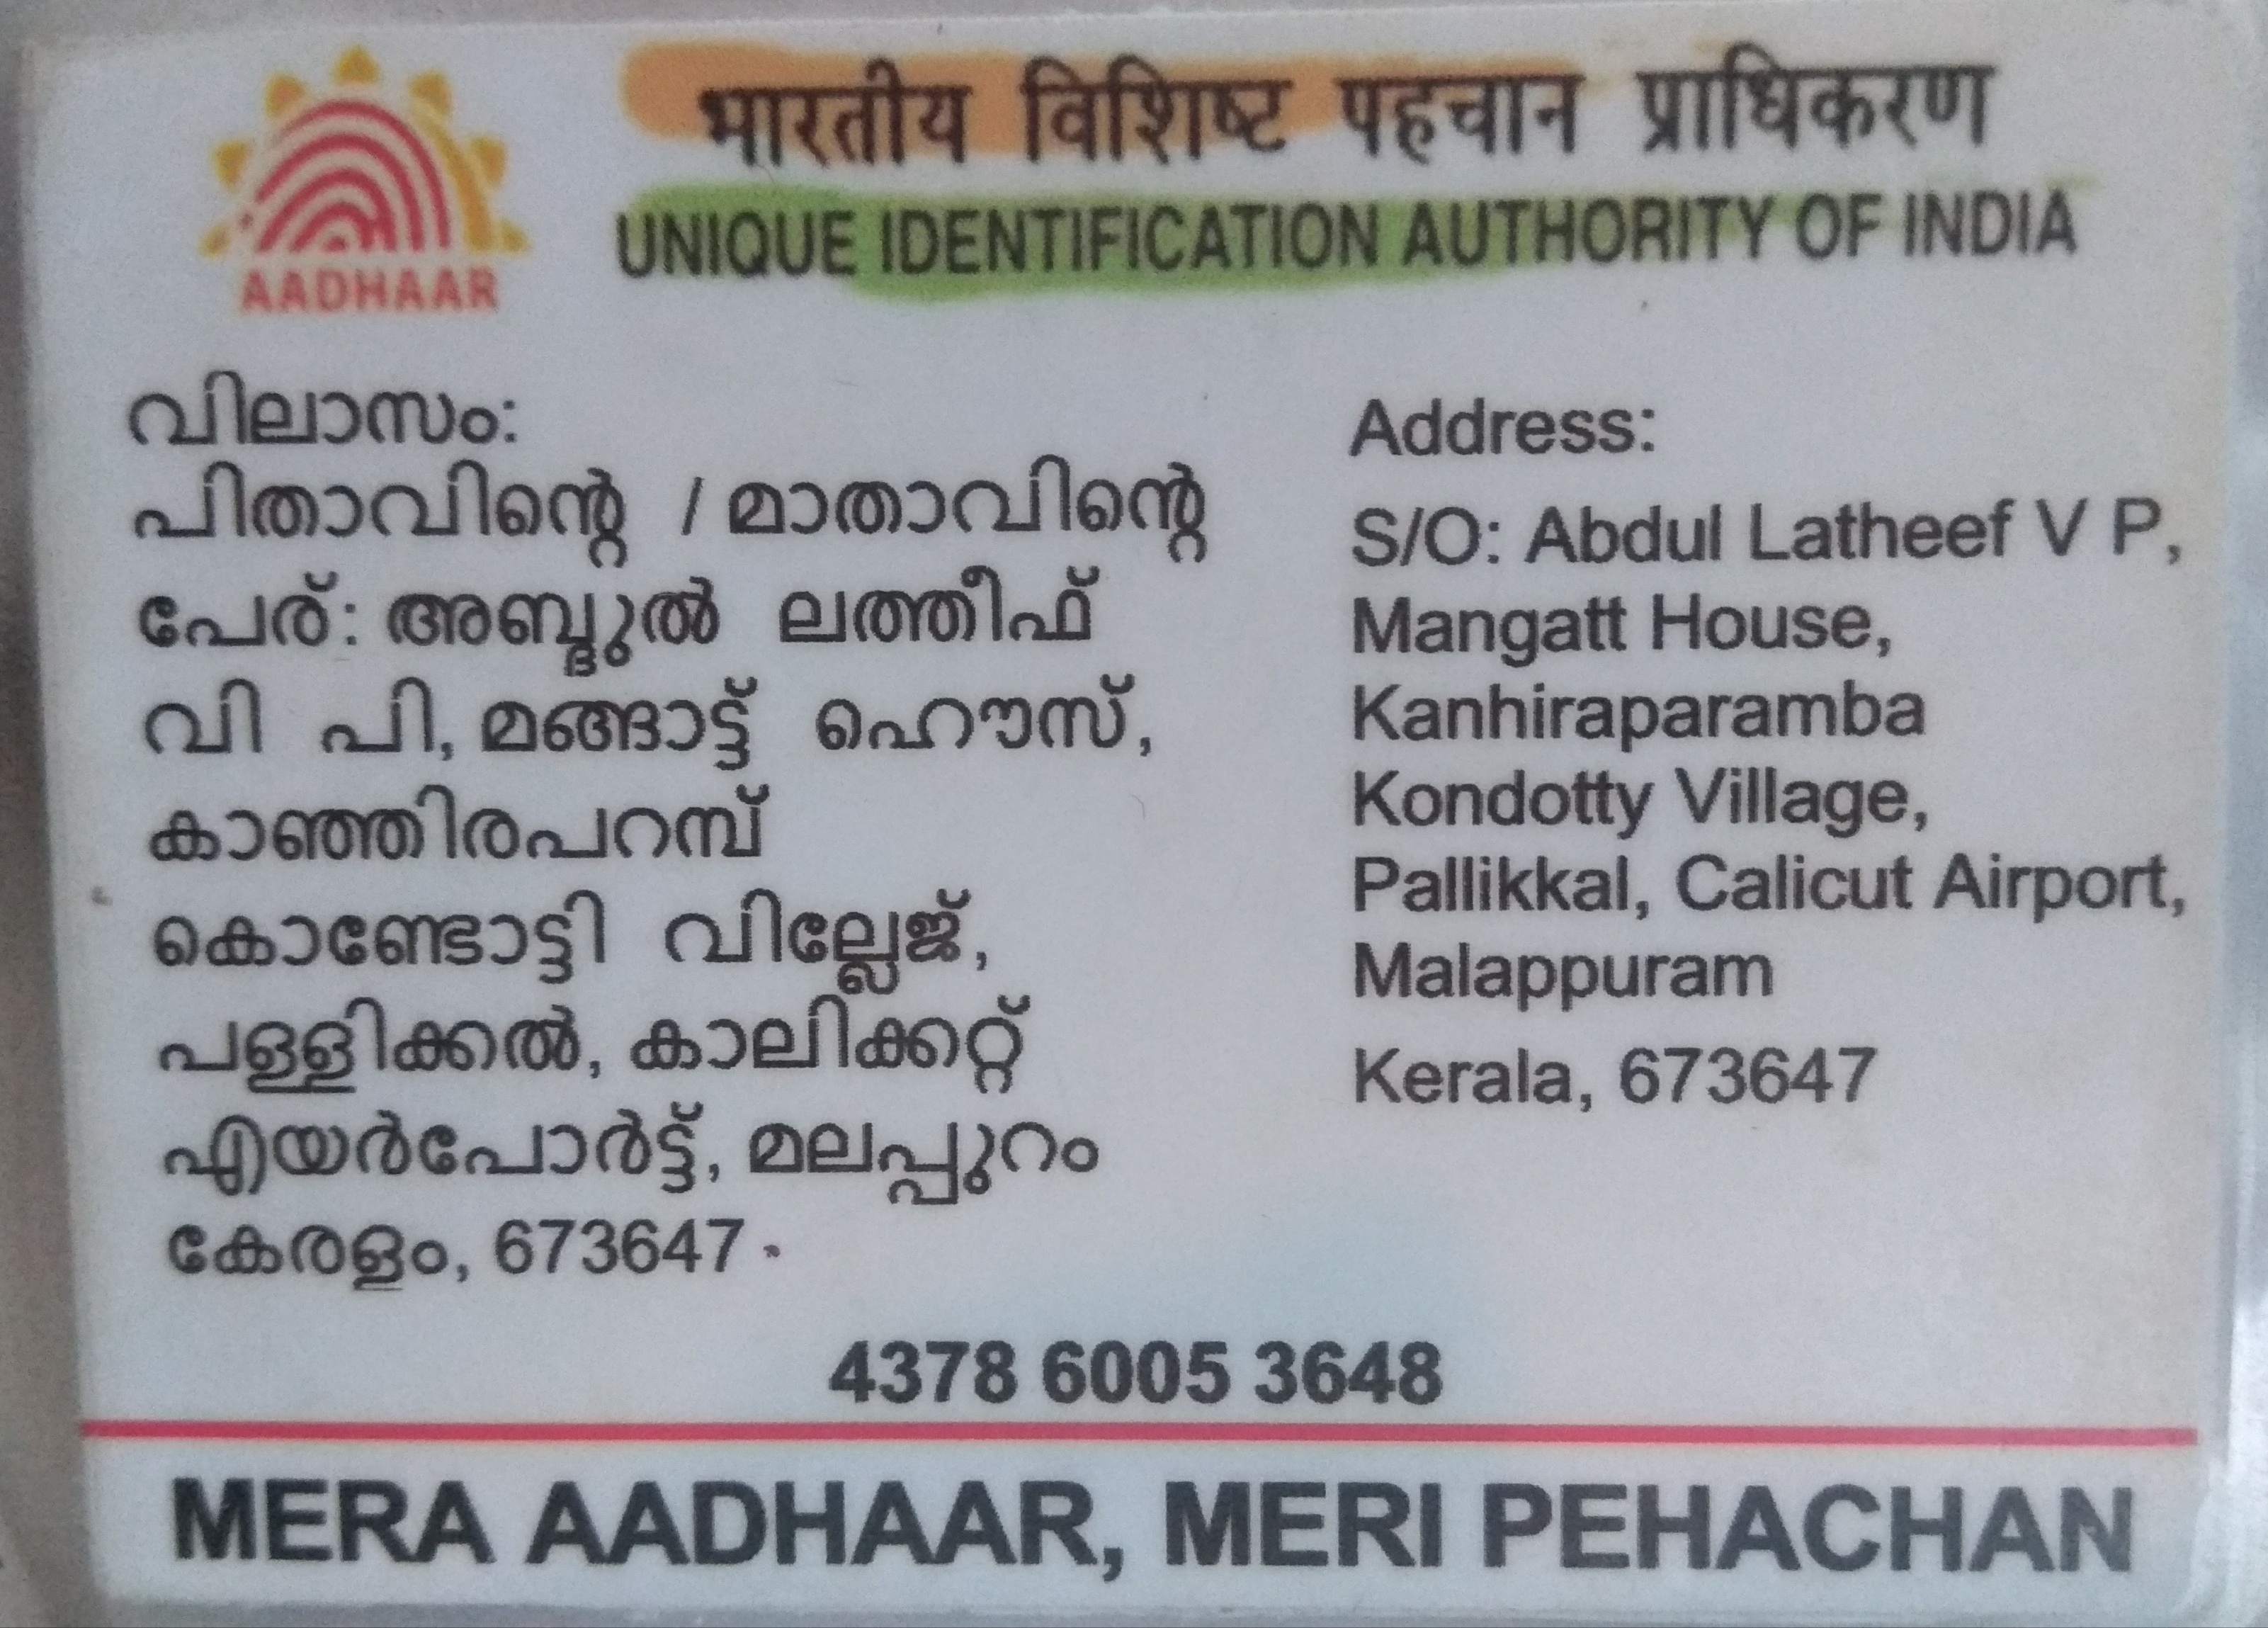 AADHAAR
भारतीय विशिष्ट पहचान प्राधिकरण
UNIQUE IDENTIFICATION AUTHORITY OF INDIA
വിലാസം:
പിതാവിന്റെ / മാതാവിന്റെ
പേര്: അബ്ദുൽ ലത്തീഫ്
വി പി, മങ്ങാട്ട് ഹൌസ്,
കാഞ്ഞിരപറമ്പ്
കൊണ്ടോട്ടി വില്ലേജ്,
പള്ളിക്കൽ, കാലിക്കറ്റ്
എയർപോർട്ട്, മലപ്പുറം
കേരളം, 673647
Address:
S/O: Abdul Latheef V P,
Mangatt House,
Kanhiraparamba
Kondotty Village,
Pallikkal, Calicut Airport,
Malappuram
Kerala, 673647
4378 6005 3648
MERA AADHAAR, MERI PEHACHAN